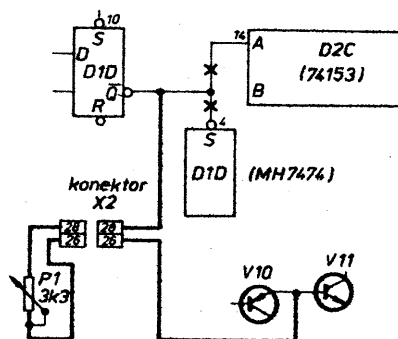 10
S
D
D1D
Q
R
14
A
D2C
(74153)
B
4
S
D1D
(MH7474)
konektor
X2
28
28
26
26
P1
3k3
V10
V11